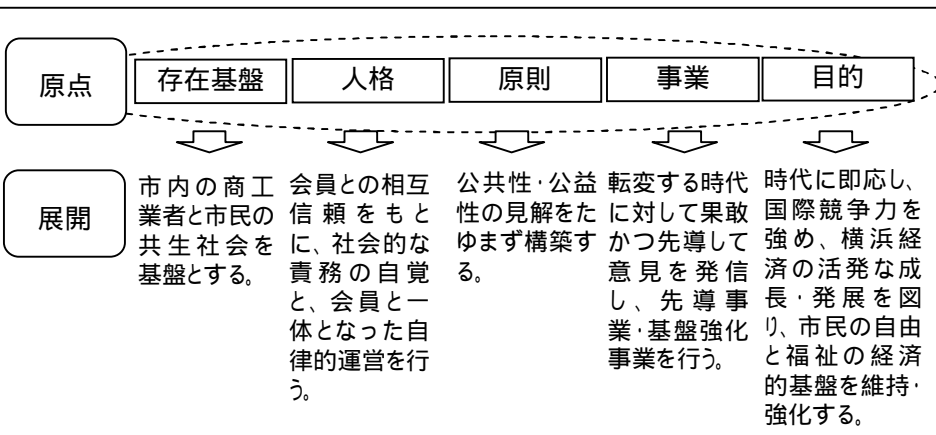 原点
存在基盤
人格
原則
事業
目的
展開
市内の商工
業者と市民の
共生社会を
基盤とする。
会員との相互
信頼をもと
に、社会的な
責務の自覚
と、会員と一
体となった自
律的運営を行
う。
公共性・公益
性の見解をた
ゆまず構築す
る。
転変する時代
に対して果敢
かつ先導して
意見を発信
し、先導事
業・基盤強化
事業を行う。
時代に即応し、
国際競争力を
強め、横浜経
済の活発な成
長・発展を図
り、市民の自由
と福祉の経済
的基盤を維持・
強化する。